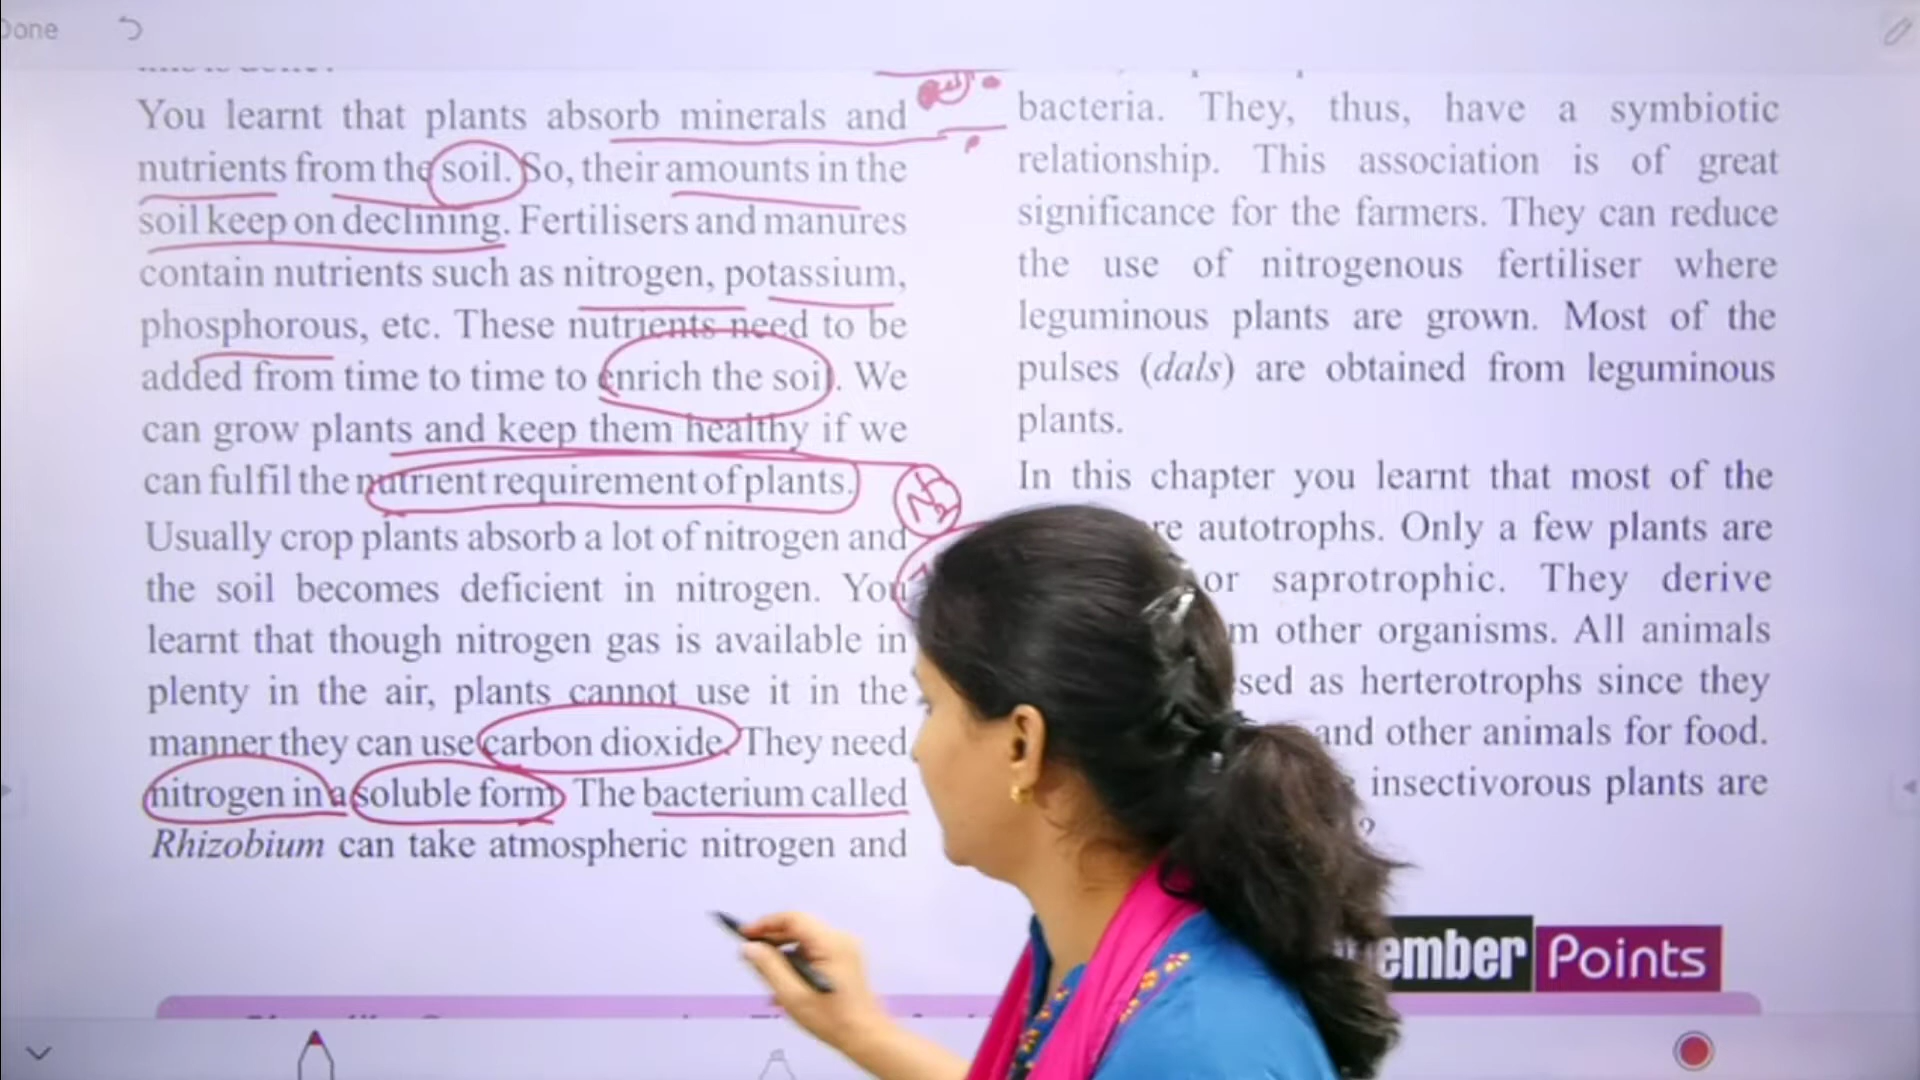 Done
You learnt that plants absorb minerals and
nutrients from the soil. So, their amounts in the
soil keep on declining. Fertilisers and manures
contain nutrients such as nitrogen, potassium,
phosphorous, etc. These nutrients need to be
added from time to time to enrich the soil. We
can grow plants and keep them healthy if we
can fulfil the nutrient requirement of plants.
Usually crop plants absorb a lot of nitrogen and
the soil becomes deficient in nitrogen. You
learnt that though nitrogen gas is available in
plenty in the air, plants cannot use it in the
manner they can use carbon dioxide. They need
nitrogen in a soluble form. The bacterium called
Rhizobium can take atmospheric nitrogen and
N2
bacteria. They, thus, have a symbiotic
relationship. This association is of great
significance for the farmers. They can reduce
the use of nitrogenous fertiliser where
leguminous plants are grown. Most of the
pulses (dals) are obtained from leguminous
plants.
In this chapter you learnt that most of the
re autotrophs. Only a few plants are
or saprotrophic. They derive
m other organisms. All animals
sed as herterotrophs since they
and other animals for food.
insectivorous plants are
?
ember Points